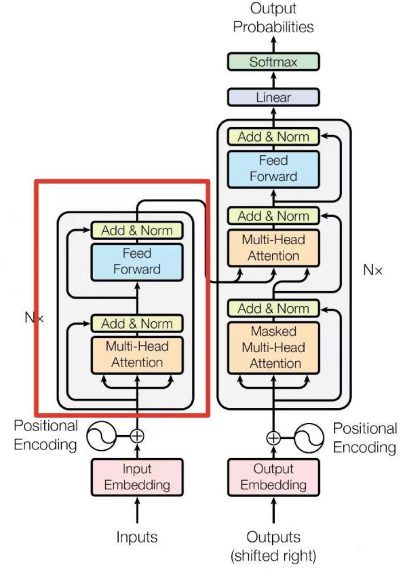 Output
Probabilities
Softmax
Linear
Add & Norm
Feed
Forward
Add & Norm
Multi-Head
Attention
Nx
Add & Norm
Masked
Multi-Head
Attention
Add & Norm
Feed
Forward
Nx
Add & Norm
Multi-Head
Attention
Positional
Encoding
Positional
Encoding
Input
Embedding
Output
Embedding
Inputs
Outputs
(shifted right)